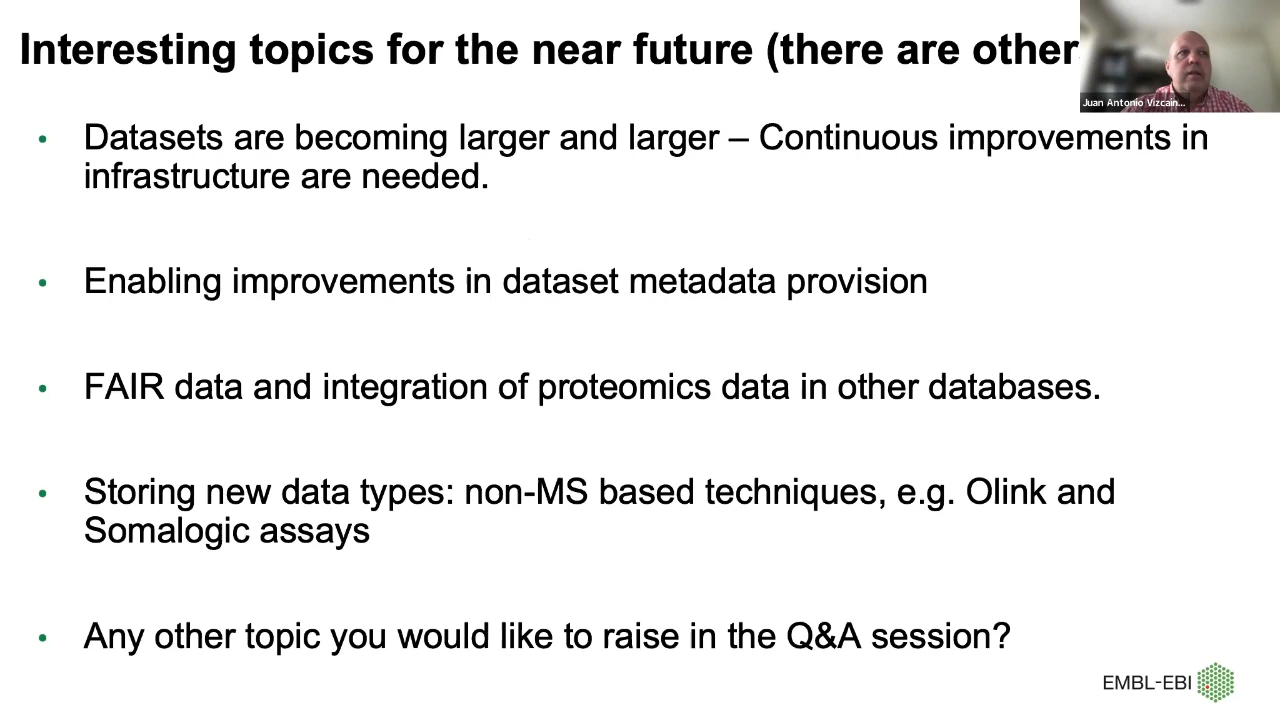 Interesting topics for the near future (there are other
Juan Antonio Vizcain...
• Datasets are becoming larger and larger – Continuous improvements in
infrastructure are needed.
• Enabling improvements in dataset metadata provision
• FAIR data and integration of proteomics data in other databases.
• Storing new data types: non-MS based techniques, e.g. Olink and
Somalogic assays
• Any other topic you would like to raise in the Q&A session?
EMBL-EBI